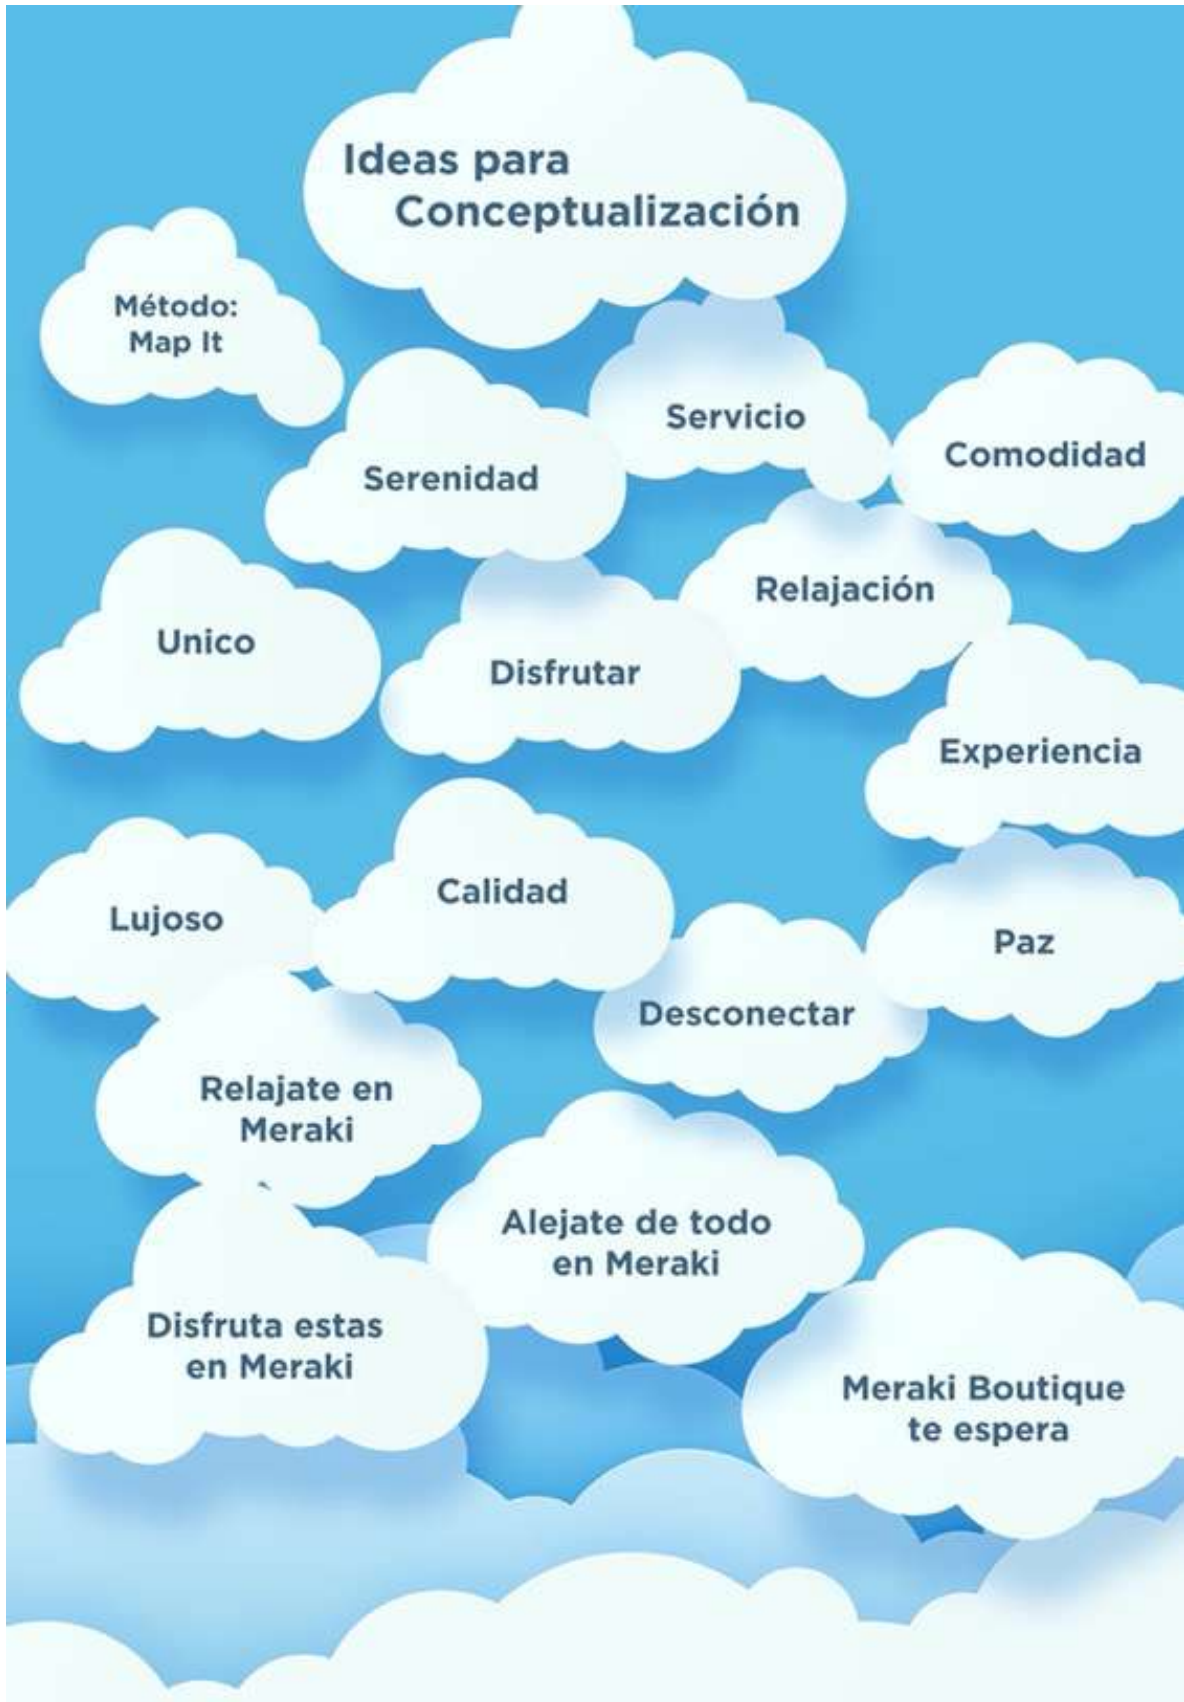 Ideas para
Conceptualización
Método:
Map It
Servicio
Comodidad
Serenidad
Relajación
Unico
Disfrutar
Experiencia
Calidad
Lujoso
Paz
Desconectar
Relajate en
Meraki
Alejate de todo
en Meraki
Disfruta estas
en Meraki
Meraki Boutique
te espera